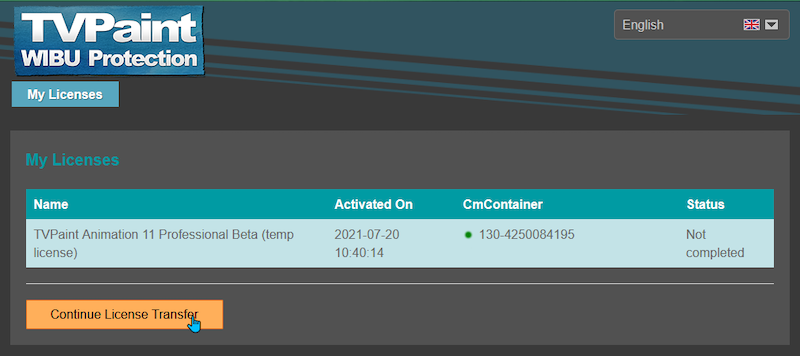 TVPaint
WIBU Protection
English
My Licenses
My Licenses
Name Activated On CmContainer Status
TVPaint Animation 11 Professional Beta (temp 2021-07-20 130-4250084195 Not
license) 10:40:14 completed
Continue License Transfer